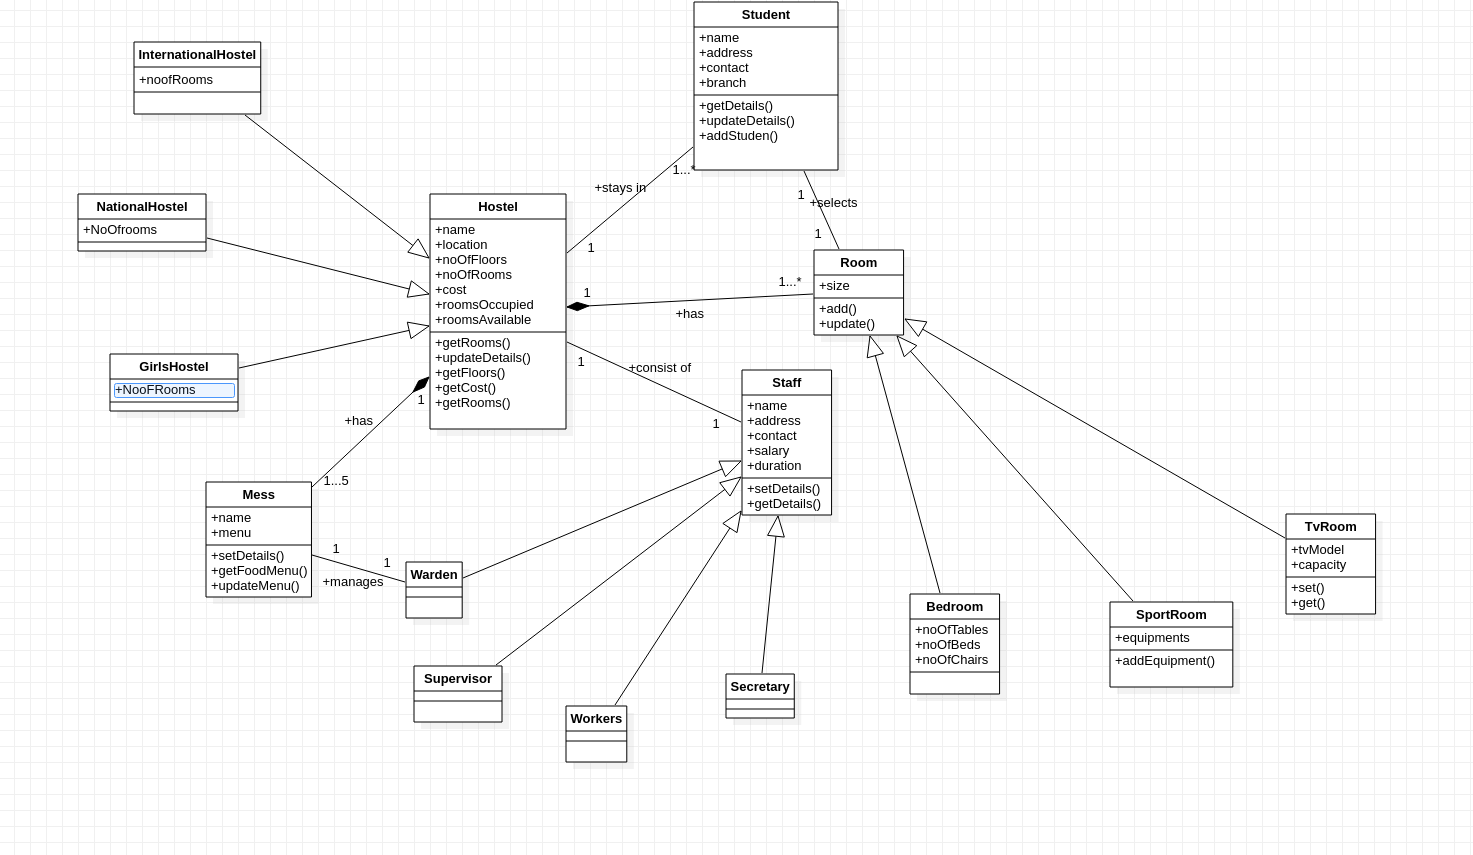 Student
+name
+address
+contact
+branch
+getDetails()
+updateDetails()
+addStuden()
InternationalHostel
+noofRooms
NationalHostel
+NoOfrooms
GirlsHostel
+NooFRooms
Hostel
+name
+location
+noOfFloors
+noOfRooms
+cost
+roomsOccupied
+roomsAvailable
+getRooms()
+updateDetails()
+getFloors()
+getCost()
+getRooms()
1...*
+stays in
1
1
+selects
1
Room
+size
+add()
+update()
1
1...*
+has
1
+consist of
1
Staff
+name
+address
+contact
+salary
+duration
+setDetails()
+getDetails()
1
+has
1...5
Mess
+name
+menu
+setDetails()
+getFoodMenu()
+updateMenu()
1
1
+manages
Warden
Supervisor
Workers
Secretary
Bedroom
+noOfTables
+noOfBeds
+noOfChairs
SportRoom
+equipments
+addEquipment()
TvRoom
+tvModel
+capacity
+set()
+get()